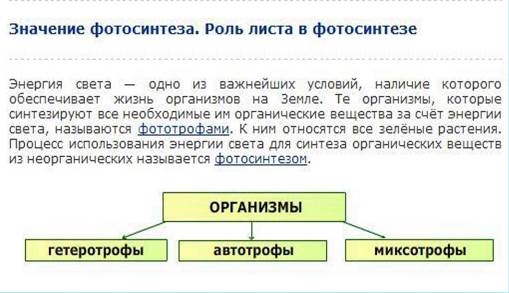 Значение фотосинтеза. Роль листа в фотосинтезе
Энергия света — одно из важнейших условий, наличие которого
обеспечивает жизнь организмов на Земле. Те организмы, которые
синтезируют все необходимые им органические вещества за счёт энергии
света, называются фототрофами. К ним относятся все зелёные растения.
Процесс использования энергии света для синтеза органических веществ
из неорганических называется фотосинтезом.
ОРГАНИЗМЫ
гетеротрофы автотрофы миксотрофы